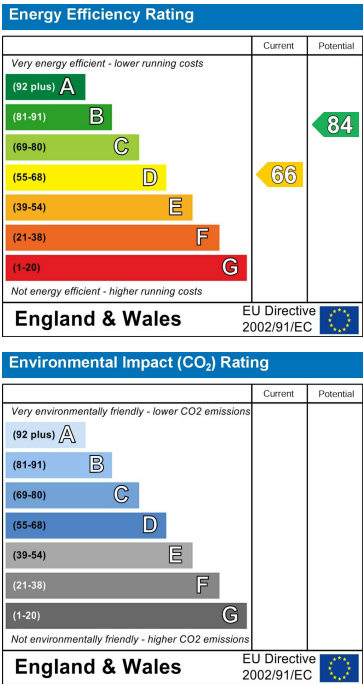 Energy Efficiency Rating
Current Potential
Very energy efficient - lower running costs
(92 plus) A
(81-91) B
84
(69-80) C
(55-68) D
66
(39-54) E
(21-38) F
(1-20) G
Not energy efficient - higher running costs
England & Wales
EU Directive
2002/91/EC
Environmental Impact (CO₂) Rating
Current Potential
Very environmentally friendly - lower CO2 emissions
(92 plus) A
(81-91) B
(69-80) C
(55-68) D
(39-54) E
(21-38) F
(1-20) G
Not environmentally friendly - higher CO2 emissions
England & Wales
EU Directive
2002/91/EC